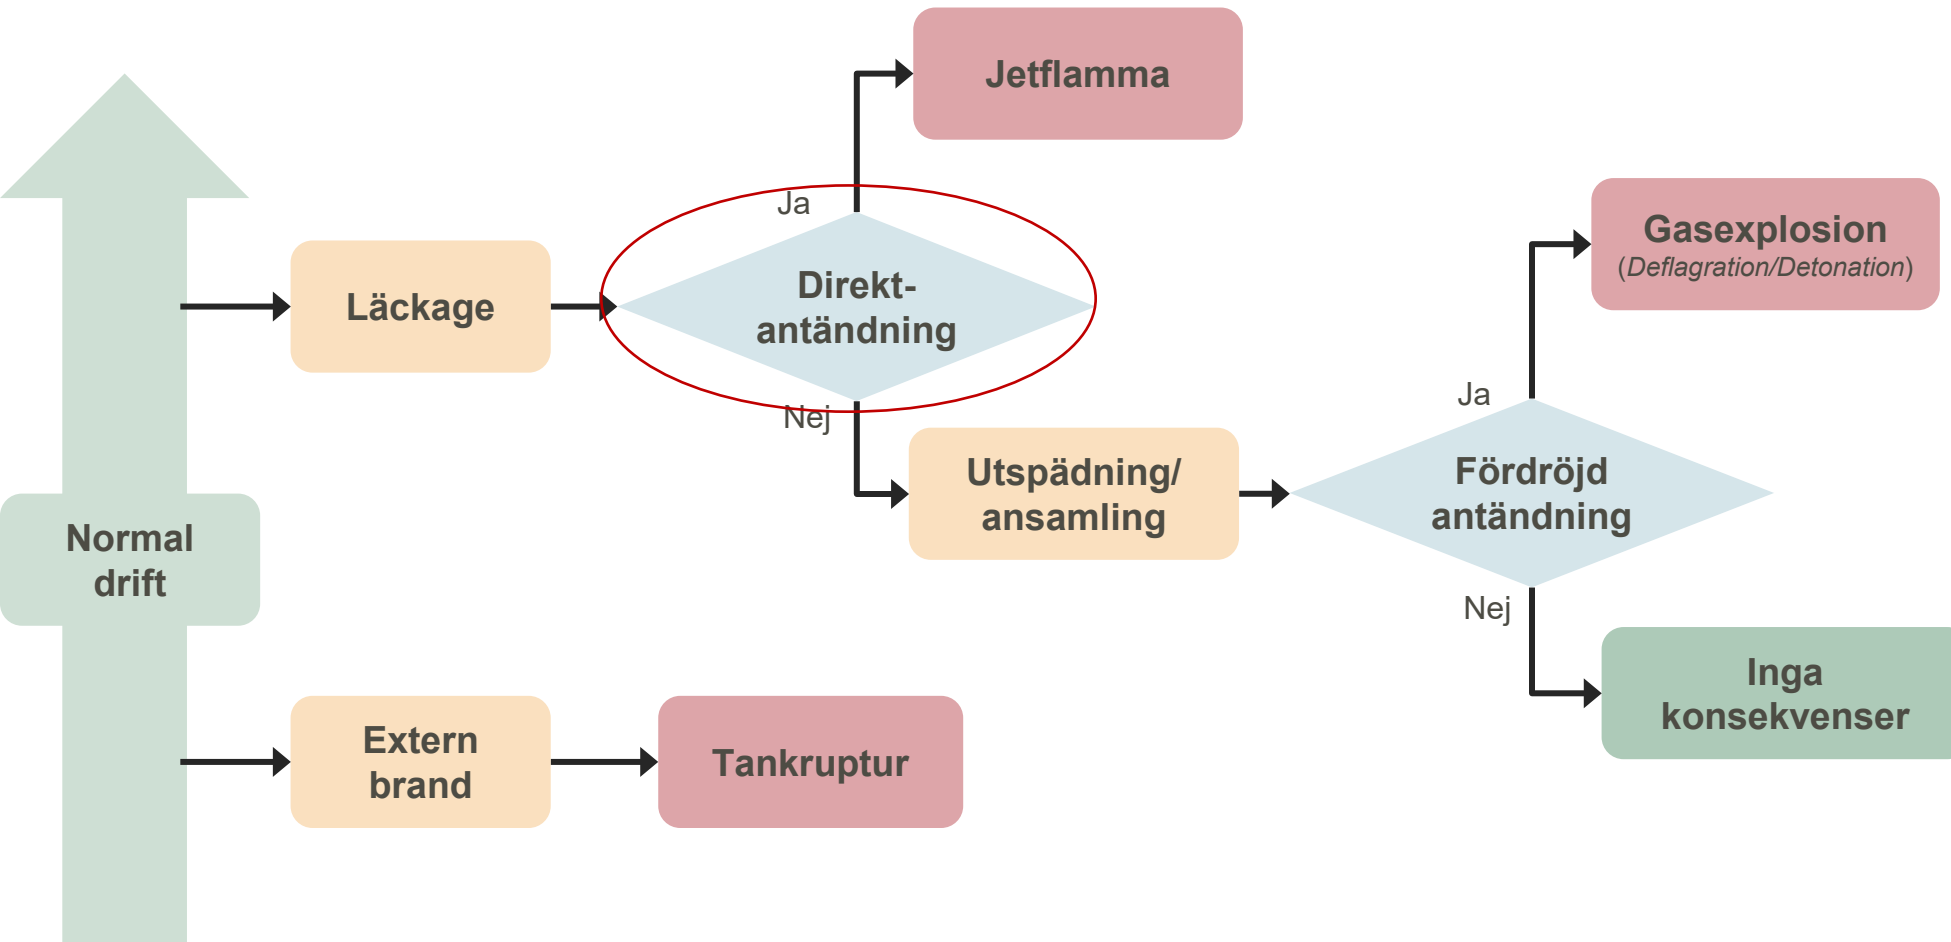 Jetflamma
Ja
Direkt-
antändning
Läckage
Nej
Gasexplosion
(Deflagration/Detonation)
Ja
Utspädning/
ansamling
Fördröjd
antändning
Nej
Normal
drift
Inga
konsekvenser
Extern
brand
Tankruptur